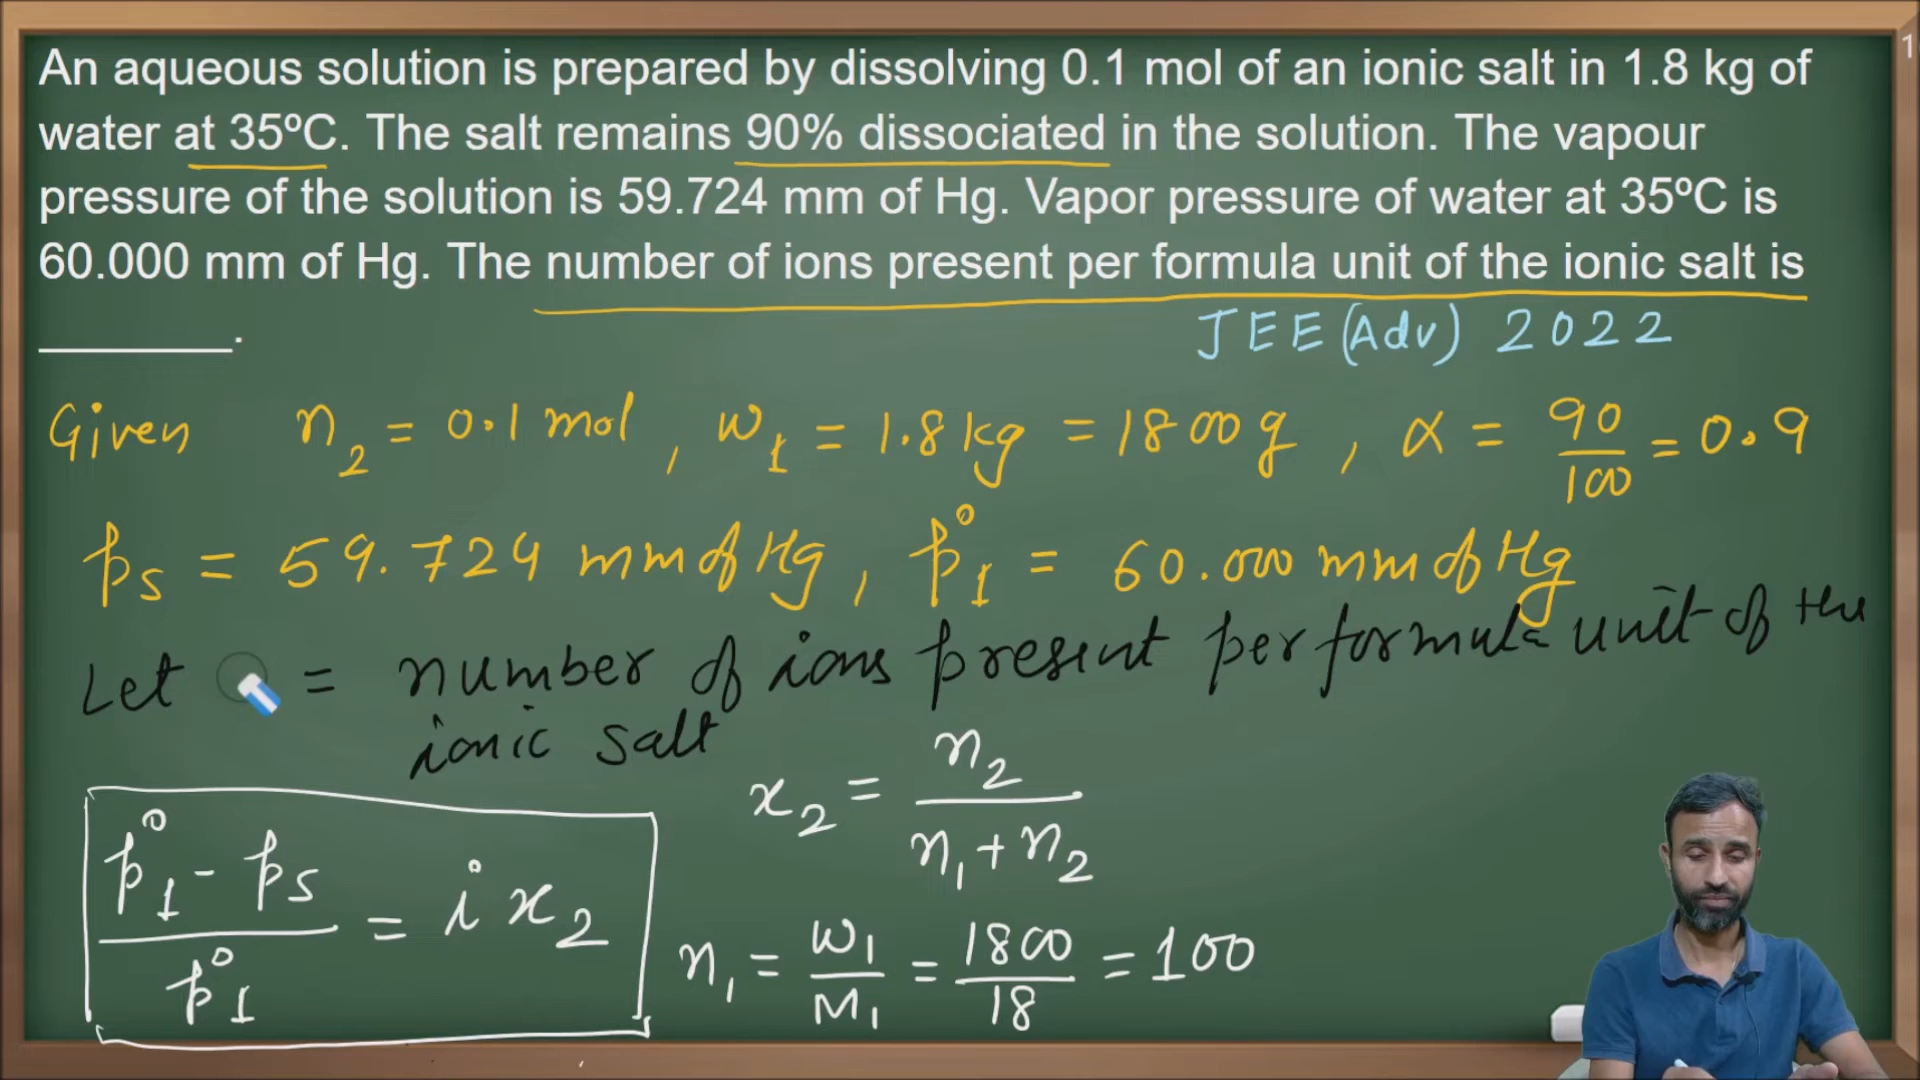 1
An aqueous solution is prepared by dissolving 0.1 mol of an ionic salt in 1.8 kg of
water at 35ºC. The salt remains 90% dissociated in the solution. The vapour
pressure of the solution is 59.724 mm of Hg. Vapor pressure of water at 35ºC is
60.000 mm of Hg. The number of ions present per formula unit of the ionic salt is
________.
JEE (Adv) 2022
Given n₂ = 0.1 mol, w₁ = 1.8 kg = 1800 g, α = 90/100 = 0.9
pₛ = 59.724 mm of Hg, p₁⁰ = 60.000 mm of Hg
Let = number of ions present per formula unit of the
ionic salt
x₂ = n₂/(n₁ + n₂)
(p₁⁰ - pₛ)/p₁⁰ = i x₂
n₁ = w₁/M₁ = 1800/18 = 100